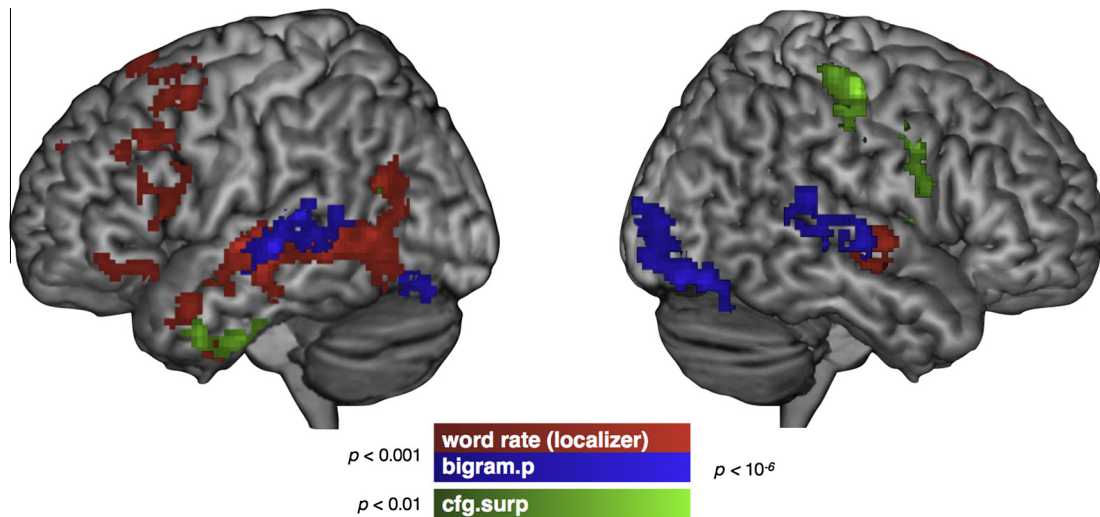 word rate (localizer)
p < 0.001
bigram.p
p < 10⁻⁶
p < 0.01
cfg.surp